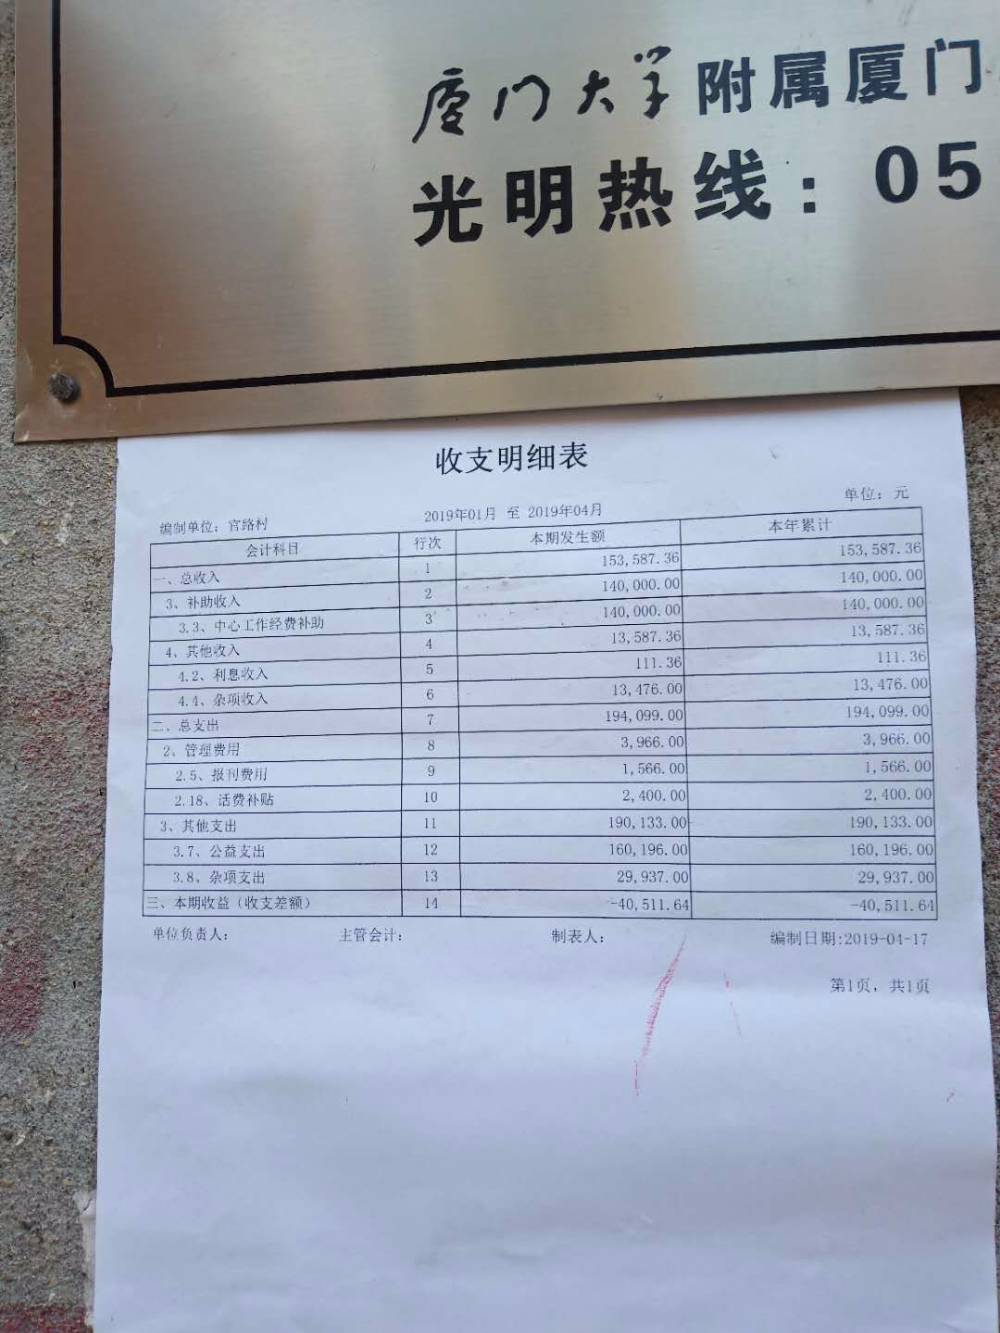 厦门大学附属厦门
光明热线：05
收支明细表
单位：元
编制单位：官路村 2019年01月 至 2019年04月
会计科目 行次 本期发生额 本年累计
一、总收入 1 153,587.36 153,587.36
3、补助收入 2 140,000.00 140,000.00
3.3、中心工作经费补助 3 140,000.00 140,000.00
4、其他收入 4 13,587.36 13,587.36
4.2、利息收入 5 111.36 111.36
4.4、杂项收入 6 13,476.00 13,476.00
二、总支出 7 194,099.00 194,099.00
2、管理费用 8 3,966.00 3,966.00
2.5、报刊费用 9 1,566.00 1,566.00
2.18、话费补贴 10 2,400.00 2,400.00
3、其他支出 11 190,133.00 190,133.00
3.7、公益支出 12 160,196.00 160,196.00
3.8、杂项支出 13 29,937.00 29,937.00
三、本期收益（收支差额） 14 -40,511.64 -40,511.64
单位负责人： 主管会计： 制表人： 编制日期:2019-04-17
第1页，共1页